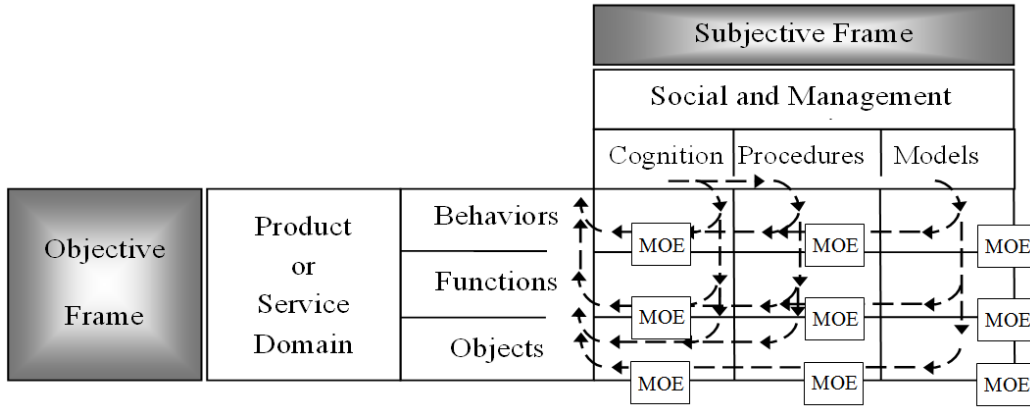 Subjective Frame
Social and Management
Cognition Procedures Models
Objective
Frame
Product
or
Service
Domain
Behaviors
Functions
Objects
MOE MOE MOE
MOE MOE MOE
MOE MOE MOE